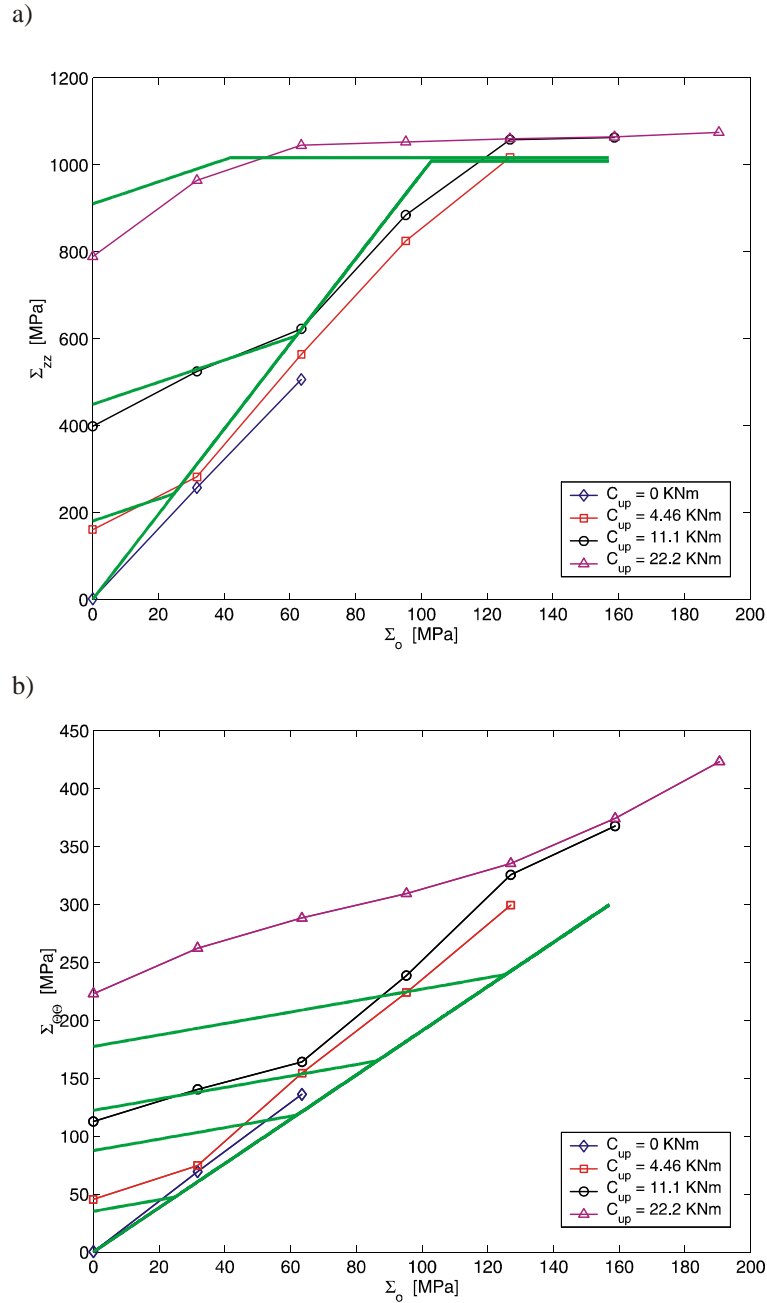 a)
1200
1000
800
600
400
200
0
Σzz [MPa]
0 20 40 60 80 100 120 140 160 180 200
Σo [MPa]
Cup = 0 KNm
Cup = 4.46 KNm
Cup = 11.1 KNm
Cup = 22.2 KNm
b)
450
400
350
300
250
200
150
100
50
0
ΣΘΘ [MPa]
0 20 40 60 80 100 120 140 160 180 200
Σo [MPa]
Cup = 0 KNm
Cup = 4.46 KNm
Cup = 11.1 KNm
Cup = 22.2 KNm